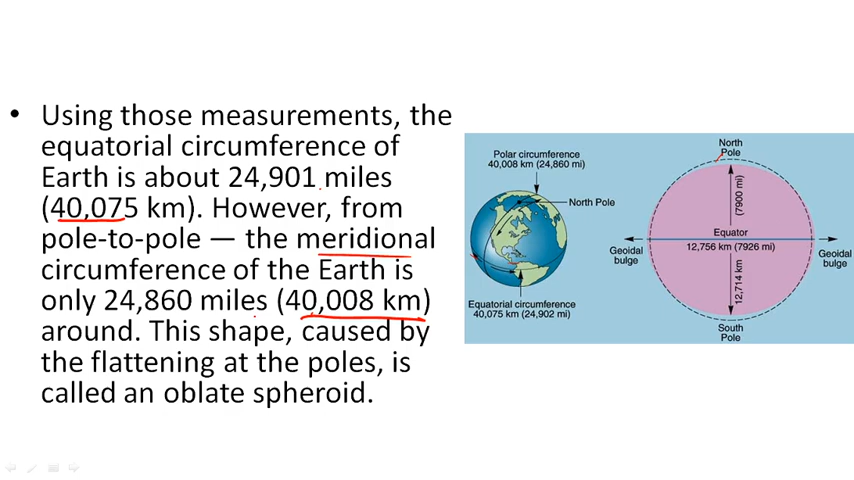 • Using those measurements, the
equatorial circumference of
Earth is about 24,901 miles
(40,075 km). However, from
pole-to-pole — the meridional
circumference of the Earth is
only 24,860 miles (40,008 km)
around. This shape, caused by
the flattening at the poles, is
called an oblate spheroid.
Polar circumference
40,008 km (24,860 mi)
North Pole
Equatorial circumference
40,075 km (24,902 mi)
North
Pole
(7900 mi)
Equator
12,756 km (7926 mi)
Geoidal
bulge
Geoidal
bulge
12,714 km
South
Pole